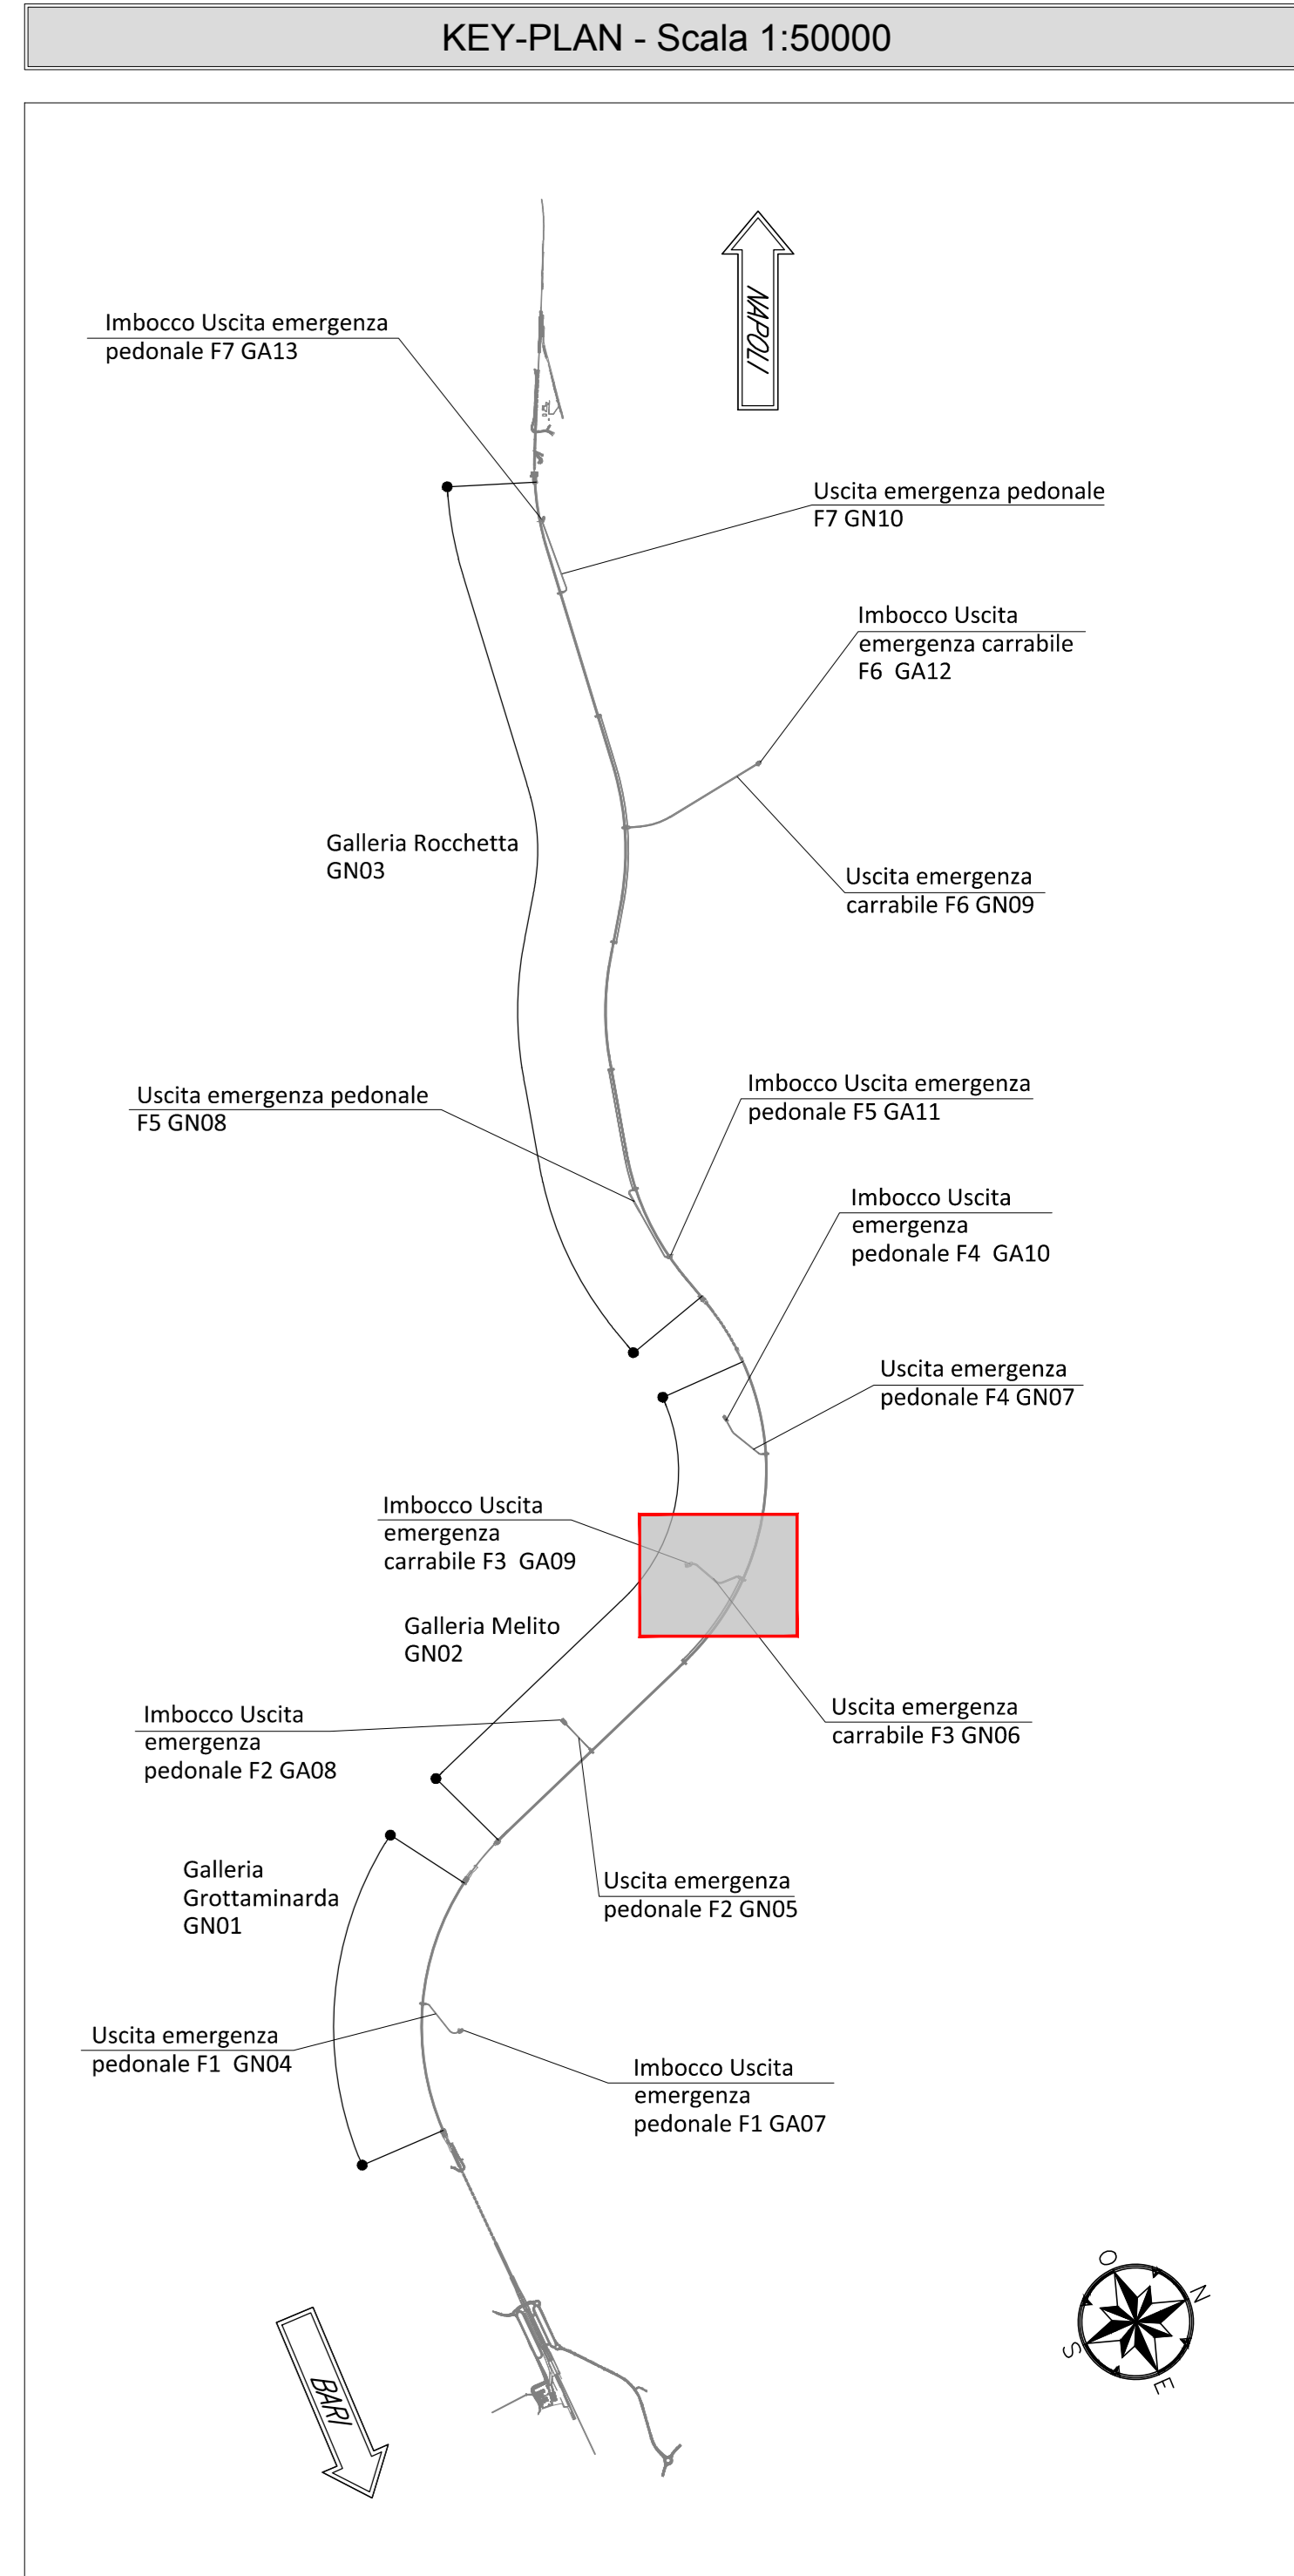 KEY-PLAN - Scala 1:50000
NAPOLI
Imbocco Uscita emergenza
pedonale F7 GA13
Uscita emergenza pedonale
F7 GN10
Imbocco Uscita
emergenza carrabile
F6 GA12
Galleria Rocchetta
GN03
Uscita emergenza
carrabile F6 GN09
Uscita emergenza pedonale
F5 GN08
Imbocco Uscita emergenza
pedonale F5 GA11
Imbocco Uscita
emergenza
pedonale F4 GA10
Uscita emergenza
pedonale F4 GN07
Imbocco Uscita
emergenza
carrabile F3 GA09
Galleria Melito
GN02
Uscita emergenza
carrabile F3 GN06
Imbocco Uscita
emergenza
pedonale F2 GA08
Uscita emergenza
pedonale F2 GN05
Galleria
Grottaminarda
GN01
Uscita emergenza
pedonale F1 GN04
Imbocco Uscita
emergenza
pedonale F1 GA07
O
N
S
E
BARI